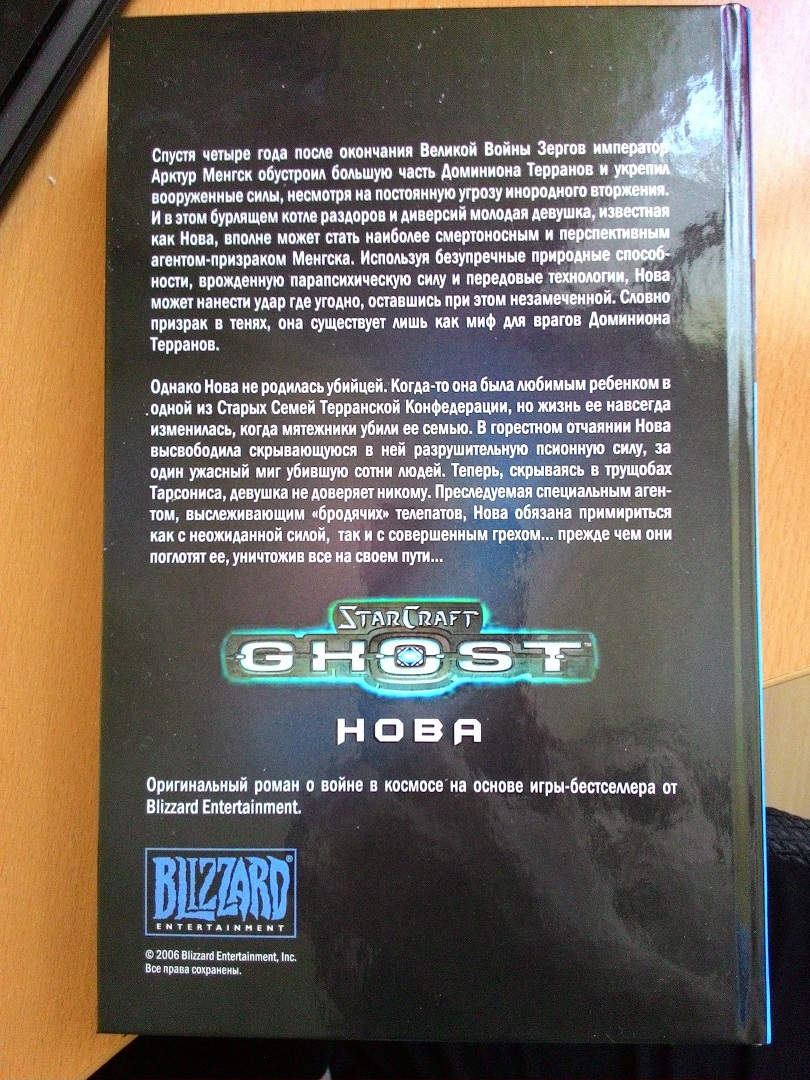 Спустя четыре года после окончания Великой Войны Зергов император
Арктур Менгск обустроил большую часть Доминиона Терранов и укрепил
вооруженные силы, несмотря на постоянную угрозу инородного вторжения.
И в этом бурлящем котле раздоров и диверсий молодая девушка, известная
как Нова, вполне может стать наиболее смертоносным и перспективным
агентом-призраком Менгска. Используя безупречные природные способ-
ности, врожденную парапсихическую силу и передовые технологии, Нова
может нанести удар где угодно, оставшись при этом незамеченной. Словно
призрак в тенях, она существует лишь как миф для врагов Доминиона
Терранов.
Однако Нова не родилась убийцей. Когда-то она была любимым ребенком в
одной из Старых Семей Терранской Конфедерации, но жизнь ее навсегда
изменилась, когда мятежники убили ее семью. В горестном отчаянии Нова
высвободила скрывающуюся в ней разрушительную псионную силу, за
один ужасный миг убившую сотни людей. Теперь, скрываясь в трущобах
Тарсониса, девушка не доверяет никому. Преследуемая специальным аген-
том, выслеживающим «бродячих» телепатов, Нова обязана примириться
как с неожиданной силой, так и с совершенным грехом... прежде чем они
поглотят ее, уничтожив все на своем пути...
STARCRAFT
GHOST™
НОВА
Оригинальный роман о войне в космосе на основе игры-бестселлера от
Blizzard Entertainment.
BLIZZARD®
ENTERTAINMENT
© 2006 Blizzard Entertainment, Inc.
Все права сохранены.